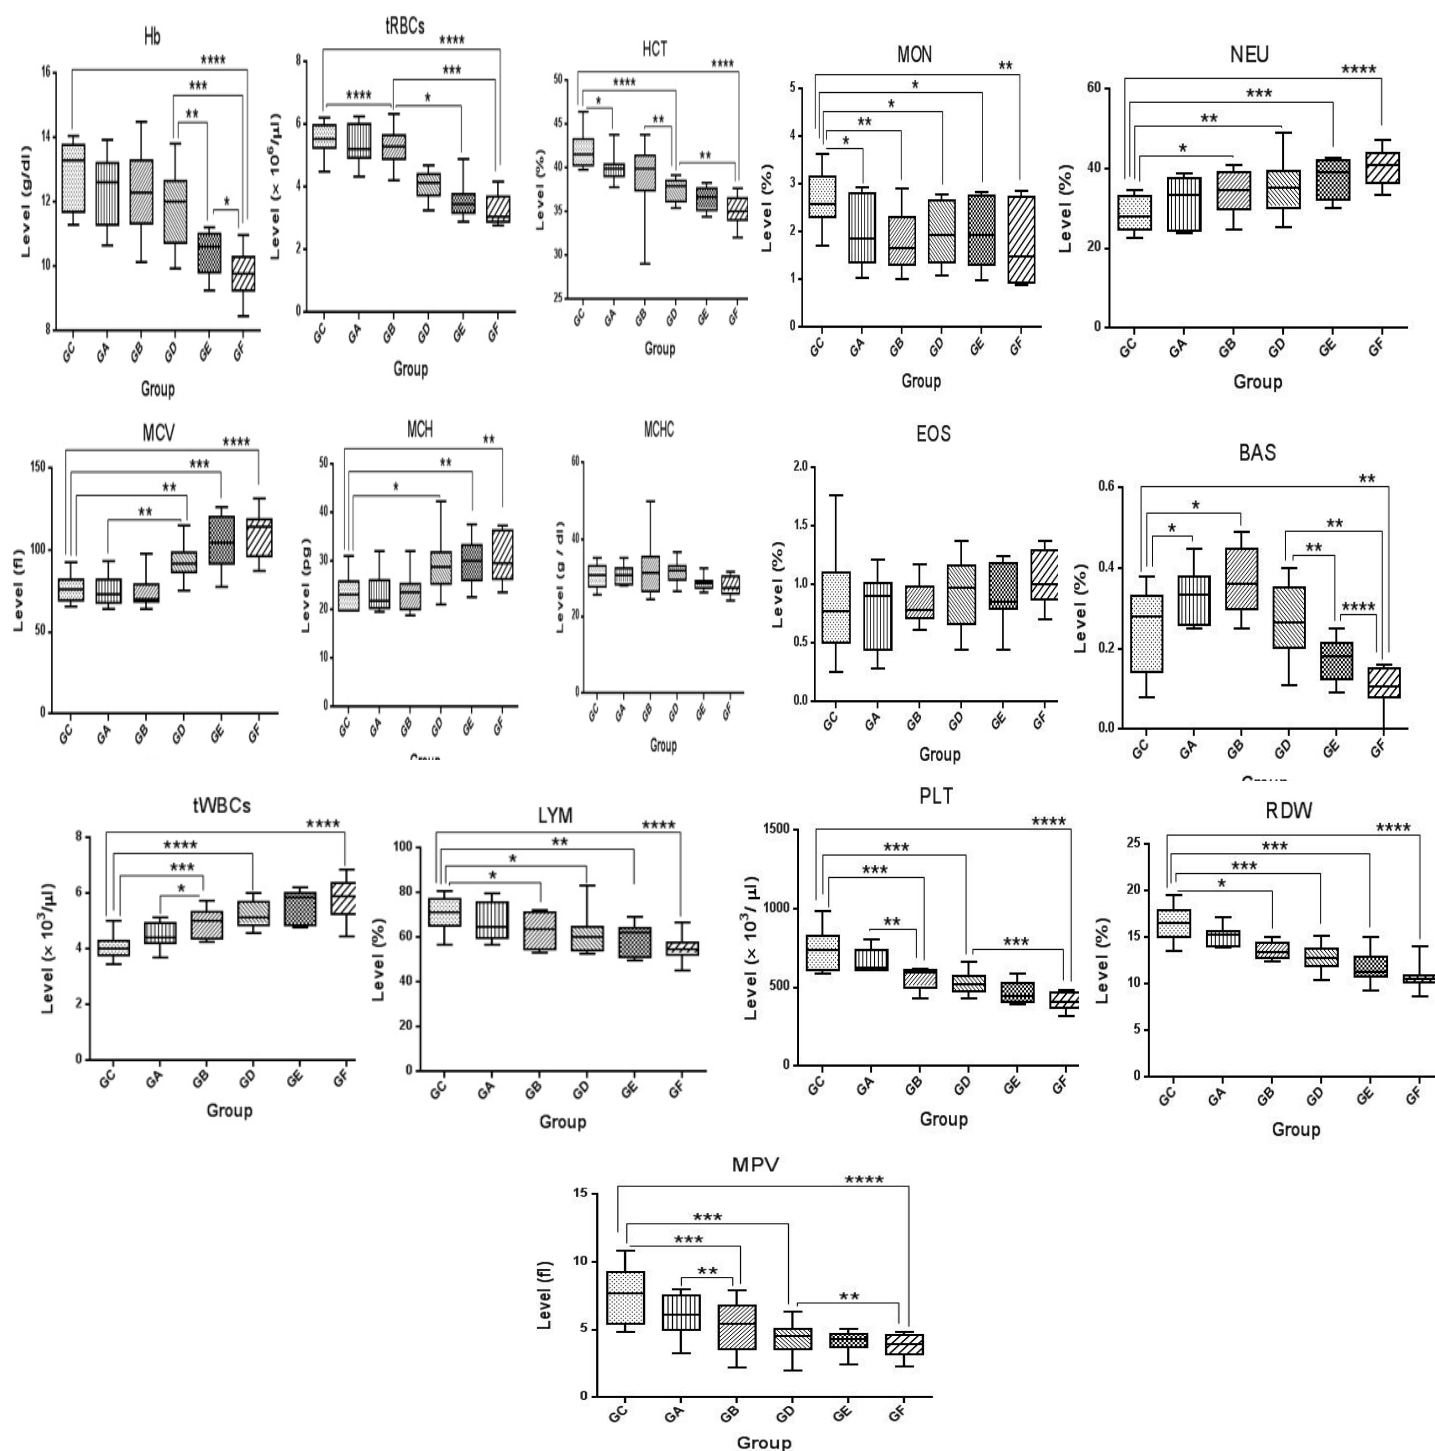 Hb
****
***
**
*
Level (g/dl)
16
14
12
10
8
GC GA GB GD GE GF
Group
tRBCs
****
***
**** *
Level (× 10⁶/µl)
8
6
4
2
0
GC GA GB GD GE GF
Group
HCT
****
****
*
**
**
Level (%)
50
45
40
35
30
25
GC GA GB GD GE GF
Group
MON
**
*
*
**
*
Level (%)
5
4
3
2
1
0
GC GA GB GD GE GF
Group
NEU
****
***
**
*
Level (%)
60
40
20
0
GC GA GB GD GE GF
Group
MCV
****
***
**
**
Level (fl)
150
100
50
0
GC GA GB GD GE GF
MCH
**
**
*
Level (pg)
50
40
30
20
10
0
GC GA GB GD GE GF
Group
MCHC
Level (g / dl)
60
40
20
0
GC GA GB GD GE GF
Group
EOS
Level (%)
2.0
1.5
1.0
0.5
0.0
GC GA GB GD GE GF
Group
BAS
**
*
*
**
**
****
Level (%)
0.6
0.4
0.2
0.0
GC GA GB GD GE GF
Group
tWBCs
****
****
***
*
Level (× 10³/µl)
8
6
4
2
0
GC GA GB GD GE GF
Group
LYM
****
**
*
*
Level (%)
100
80
60
40
20
0
GC GA GB GD GE GF
Group
PLT
****
***
***
**
***
Level (× 10³/ µl)
1500
1000
500
0
GC GA GB GD GE GF
Group
RDW
****
***
***
*
Level (%)
25
20
15
10
5
0
GC GA GB GD GE GF
Group
MPV
****
***
***
**
**
Level (fl)
15
10
5
0
GC GA GB GD GE GF
Group